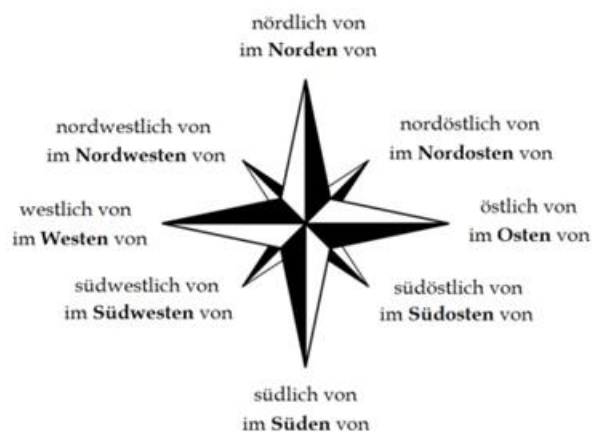 nördlich von
im Norden von
nordwestlich von
im Nordwesten von
nordöstlich von
im Nordosten von
westlich von
im Westen von
östlich von
im Osten von
südwestlich von
im Südwesten von
südöstlich von
im Südosten von
südlich von
im Süden von